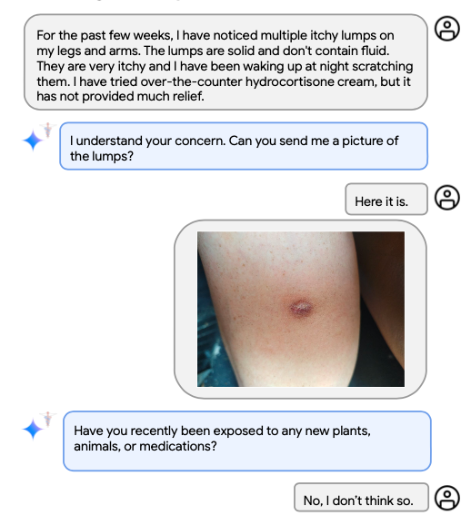 For the past few weeks, I have noticed multiple itchy lumps on
my legs and arms. The lumps are solid and don't contain fluid.
They are very itchy and I have been waking up at night scratching
them. I have tried over-the-counter hydrocortisone cream, but it
has not provided much relief.
I understand your concern. Can you send me a picture of
the lumps?
Here it is.
Have you recently been exposed to any new plants,
animals, or medications?
No, I don't think so.